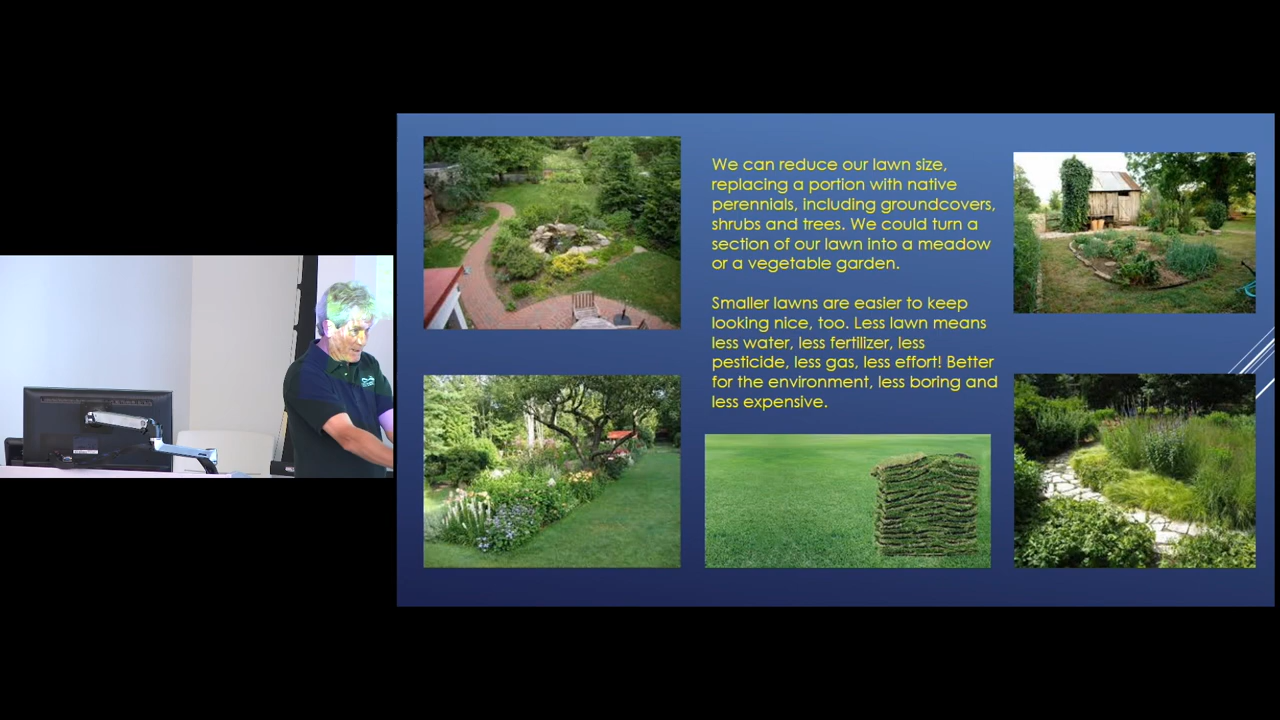 We can reduce our lawn size,
replacing a portion with native
perennials, including groundcovers,
shrubs and trees. We could turn a
section of our lawn into a meadow
or a vegetable garden.
Smaller lawns are easier to keep
looking nice, too. Less lawn means
less water, less fertilizer, less
pesticide, less gas, less effort! Better
for the environment, less boring and
less expensive.